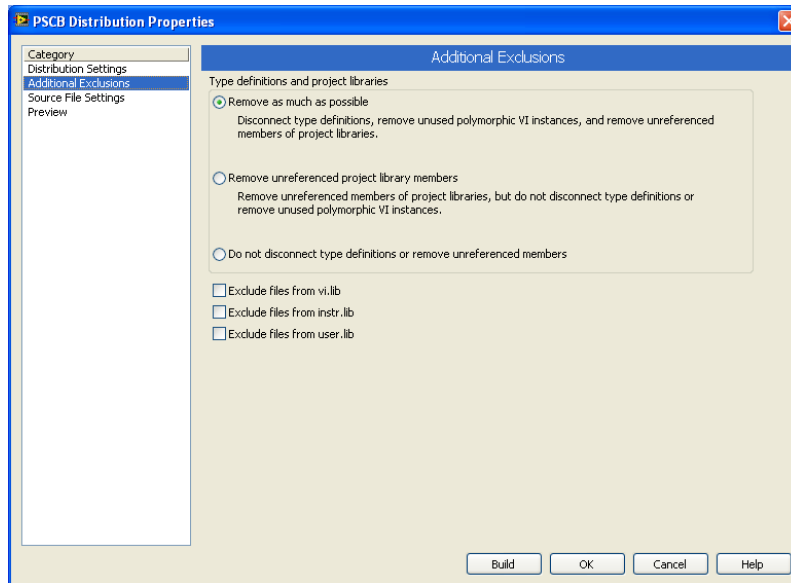 PSCB Distribution Properties
Category
Distribution Settings
Additional Exclusions
Source File Settings
Preview
Additional Exclusions
Type definitions and project libraries
Remove as much as possible
Disconnect type definitions, remove unused polymorphic VI instances, and remove unreferenced
members of project libraries.
Remove unreferenced project library members
Remove unreferenced members of project libraries, but do not disconnect type definitions or
remove unused polymorphic VI instances.
Do not disconnect type definitions or remove unreferenced members
Exclude files from vi.lib
Exclude files from instr.lib
Exclude files from user.lib
Build OK Cancel Help